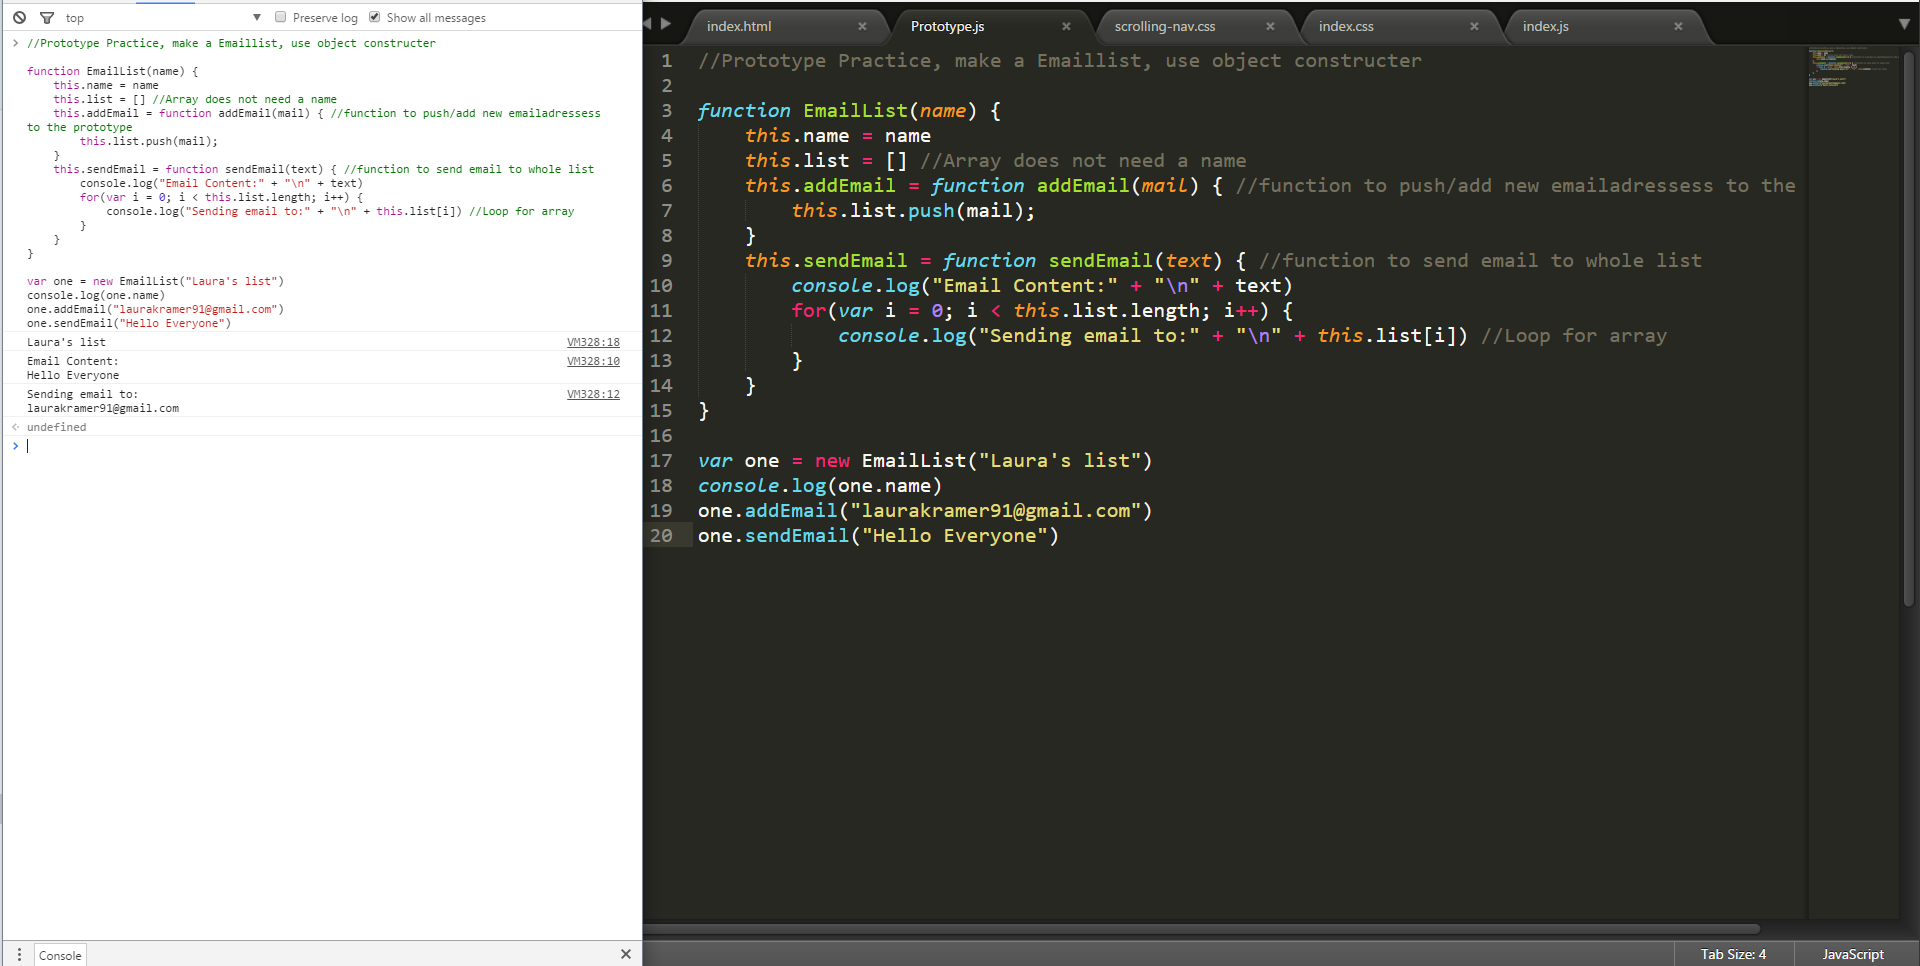 top
Preserve log
Show all messages
//Prototype Practice, make a Emaillist, use object constructer
function EmailList(name) {
    this.name = name
    this.list = [] //Array does not need a name
    this.addEmail = function addEmail(mail) { //function to push/add new emailadressess
to the prototype
        this.list.push(mail);
    }
    this.sendEmail = function sendEmail(text) { //function to send email to whole list
        console.log("Email Content:" + "\n" + text)
        for(var i = 0; i < this.list.length; i++) {
            console.log("Sending email to:" + "\n" + this.list[i]) //Loop for array
        }
    }
}
var one = new EmailList("Laura's list")
console.log(one.name)
one.addEmail("laurakramer91@gmail.com")
one.sendEmail("Hello Everyone")
Laura's list VM328:18
Email Content: VM328:10
Hello Everyone
Sending email to: VM328:12
laurakramer91@gmail.com
undefined
Console
index.html
Prototype.js
scrolling-nav.css
index.css
index.js
1 //Prototype Practice, make a Emaillist, use object constructer
2
3 function EmailList(name) {
4     this.name = name
5     this.list = [] //Array does not need a name
6     this.addEmail = function addEmail(mail) { //function to push/add new emailadressess to the
7         this.list.push(mail);
8     }
9     this.sendEmail = function sendEmail(text) { //function to send email to whole list
10         console.log("Email Content:" + "\n" + text)
11         for(var i = 0; i < this.list.length; i++) {
12             console.log("Sending email to:" + "\n" + this.list[i]) //Loop for array
13         }
14     }
15 }
16
17 var one = new EmailList("Laura's list")
18 console.log(one.name)
19 one.addEmail("laurakramer91@gmail.com")
20 one.sendEmail("Hello Everyone")
Tab Size: 4
JavaScript